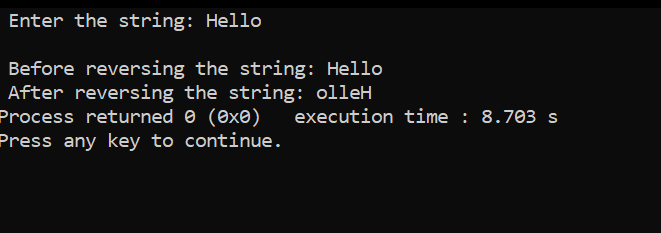 Enter the string: Hello
Before reversing the string: Hello
After reversing the string: olleH
Process returned 0 (0x0)   execution time : 8.703 s
Press any key to continue.